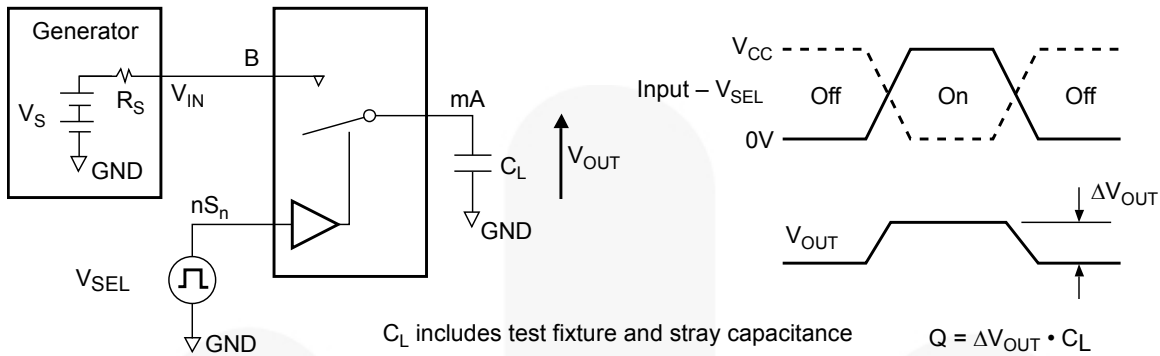 Generator
B
V_IN
R_S
V_S
GND
mA
C_L
GND
V_OUT
nS_n
V_SEL
GND
V_CC
Input – V_SEL
Off
On
Off
0V
ΔV_OUT
V_OUT
C_L includes test fixture and stray capacitance
Q = ΔV_OUT • C_L